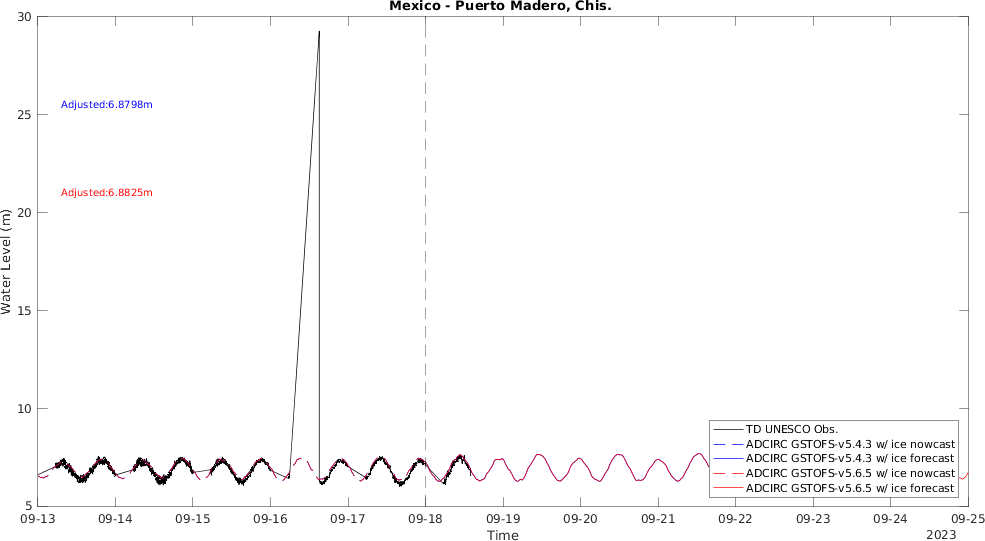 Mexico - Puerto Madero, Chis.
30
25
20
15
10
5
Water Level (m)
Adjusted:6.8798m
Adjusted:6.8825m
TD UNESCO Obs.
ADCIRC GSTOFS-v5.4.3 w/ ice nowcast
ADCIRC GSTOFS-v5.4.3 w/ ice forecast
ADCIRC GSTOFS-v5.6.5 w/ ice nowcast
ADCIRC GSTOFS-v5.6.5 w/ ice forecast
09-13 09-14 09-15 09-16 09-17 09-18 09-19 09-20 09-21 09-22 09-23 09-24 09-25
Time
2023